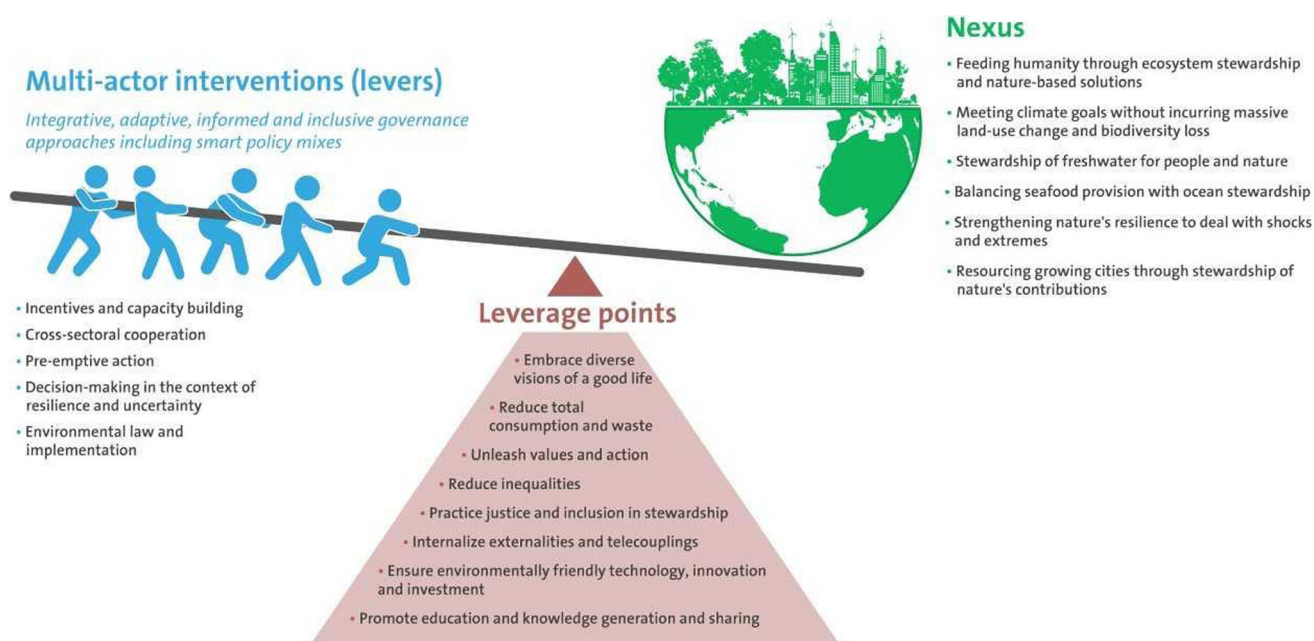 Multi-actor interventions (levers)
Integrative, adaptive, informed and inclusive governance
approaches including smart policy mixes
• Incentives and capacity building
• Cross-sectoral cooperation
• Pre-emptive action
• Decision-making in the context of
resilience and uncertainty
• Environmental law and
implementation
Leverage points
• Embrace diverse
visions of a good life
• Reduce total
consumption and waste
• Unleash values and action
• Reduce inequalities
• Practice justice and inclusion in stewardship
• Internalize externalities and telecouplings
• Ensure environmentally friendly technology, innovation
and investment
• Promote education and knowledge generation and sharing
Nexus
• Feeding humanity through ecosystem stewardship
and nature-based solutions
• Meeting climate goals without incurring massive
land-use change and biodiversity loss
• Stewardship of freshwater for people and nature
• Balancing seafood provision with ocean stewardship
• Strengthening nature's resilience to deal with shocks
and extremes
• Resourcing growing cities through stewardship of
nature's contributions